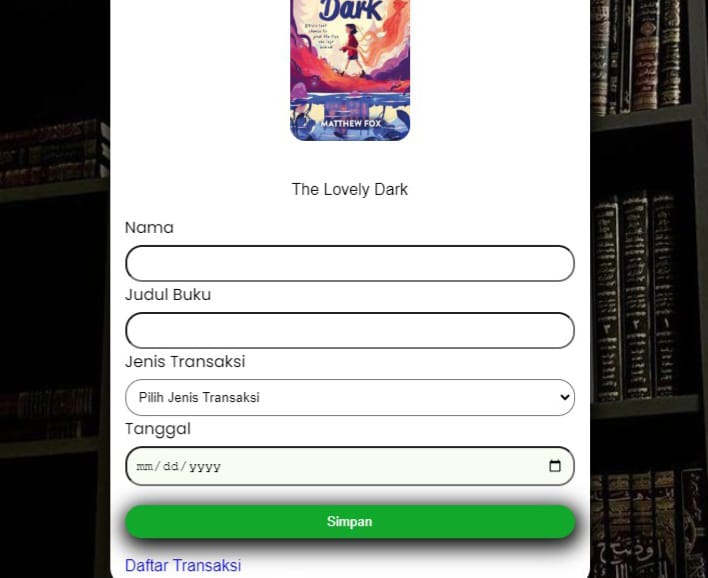 Dark
MATTHEW FOX
The Lovely Dark
Nama
Judul Buku
Jenis Transaksi
Pilih Jenis Transaksi
Tanggal
mm/dd/yyyy
Simpan
Daftar Transaksi